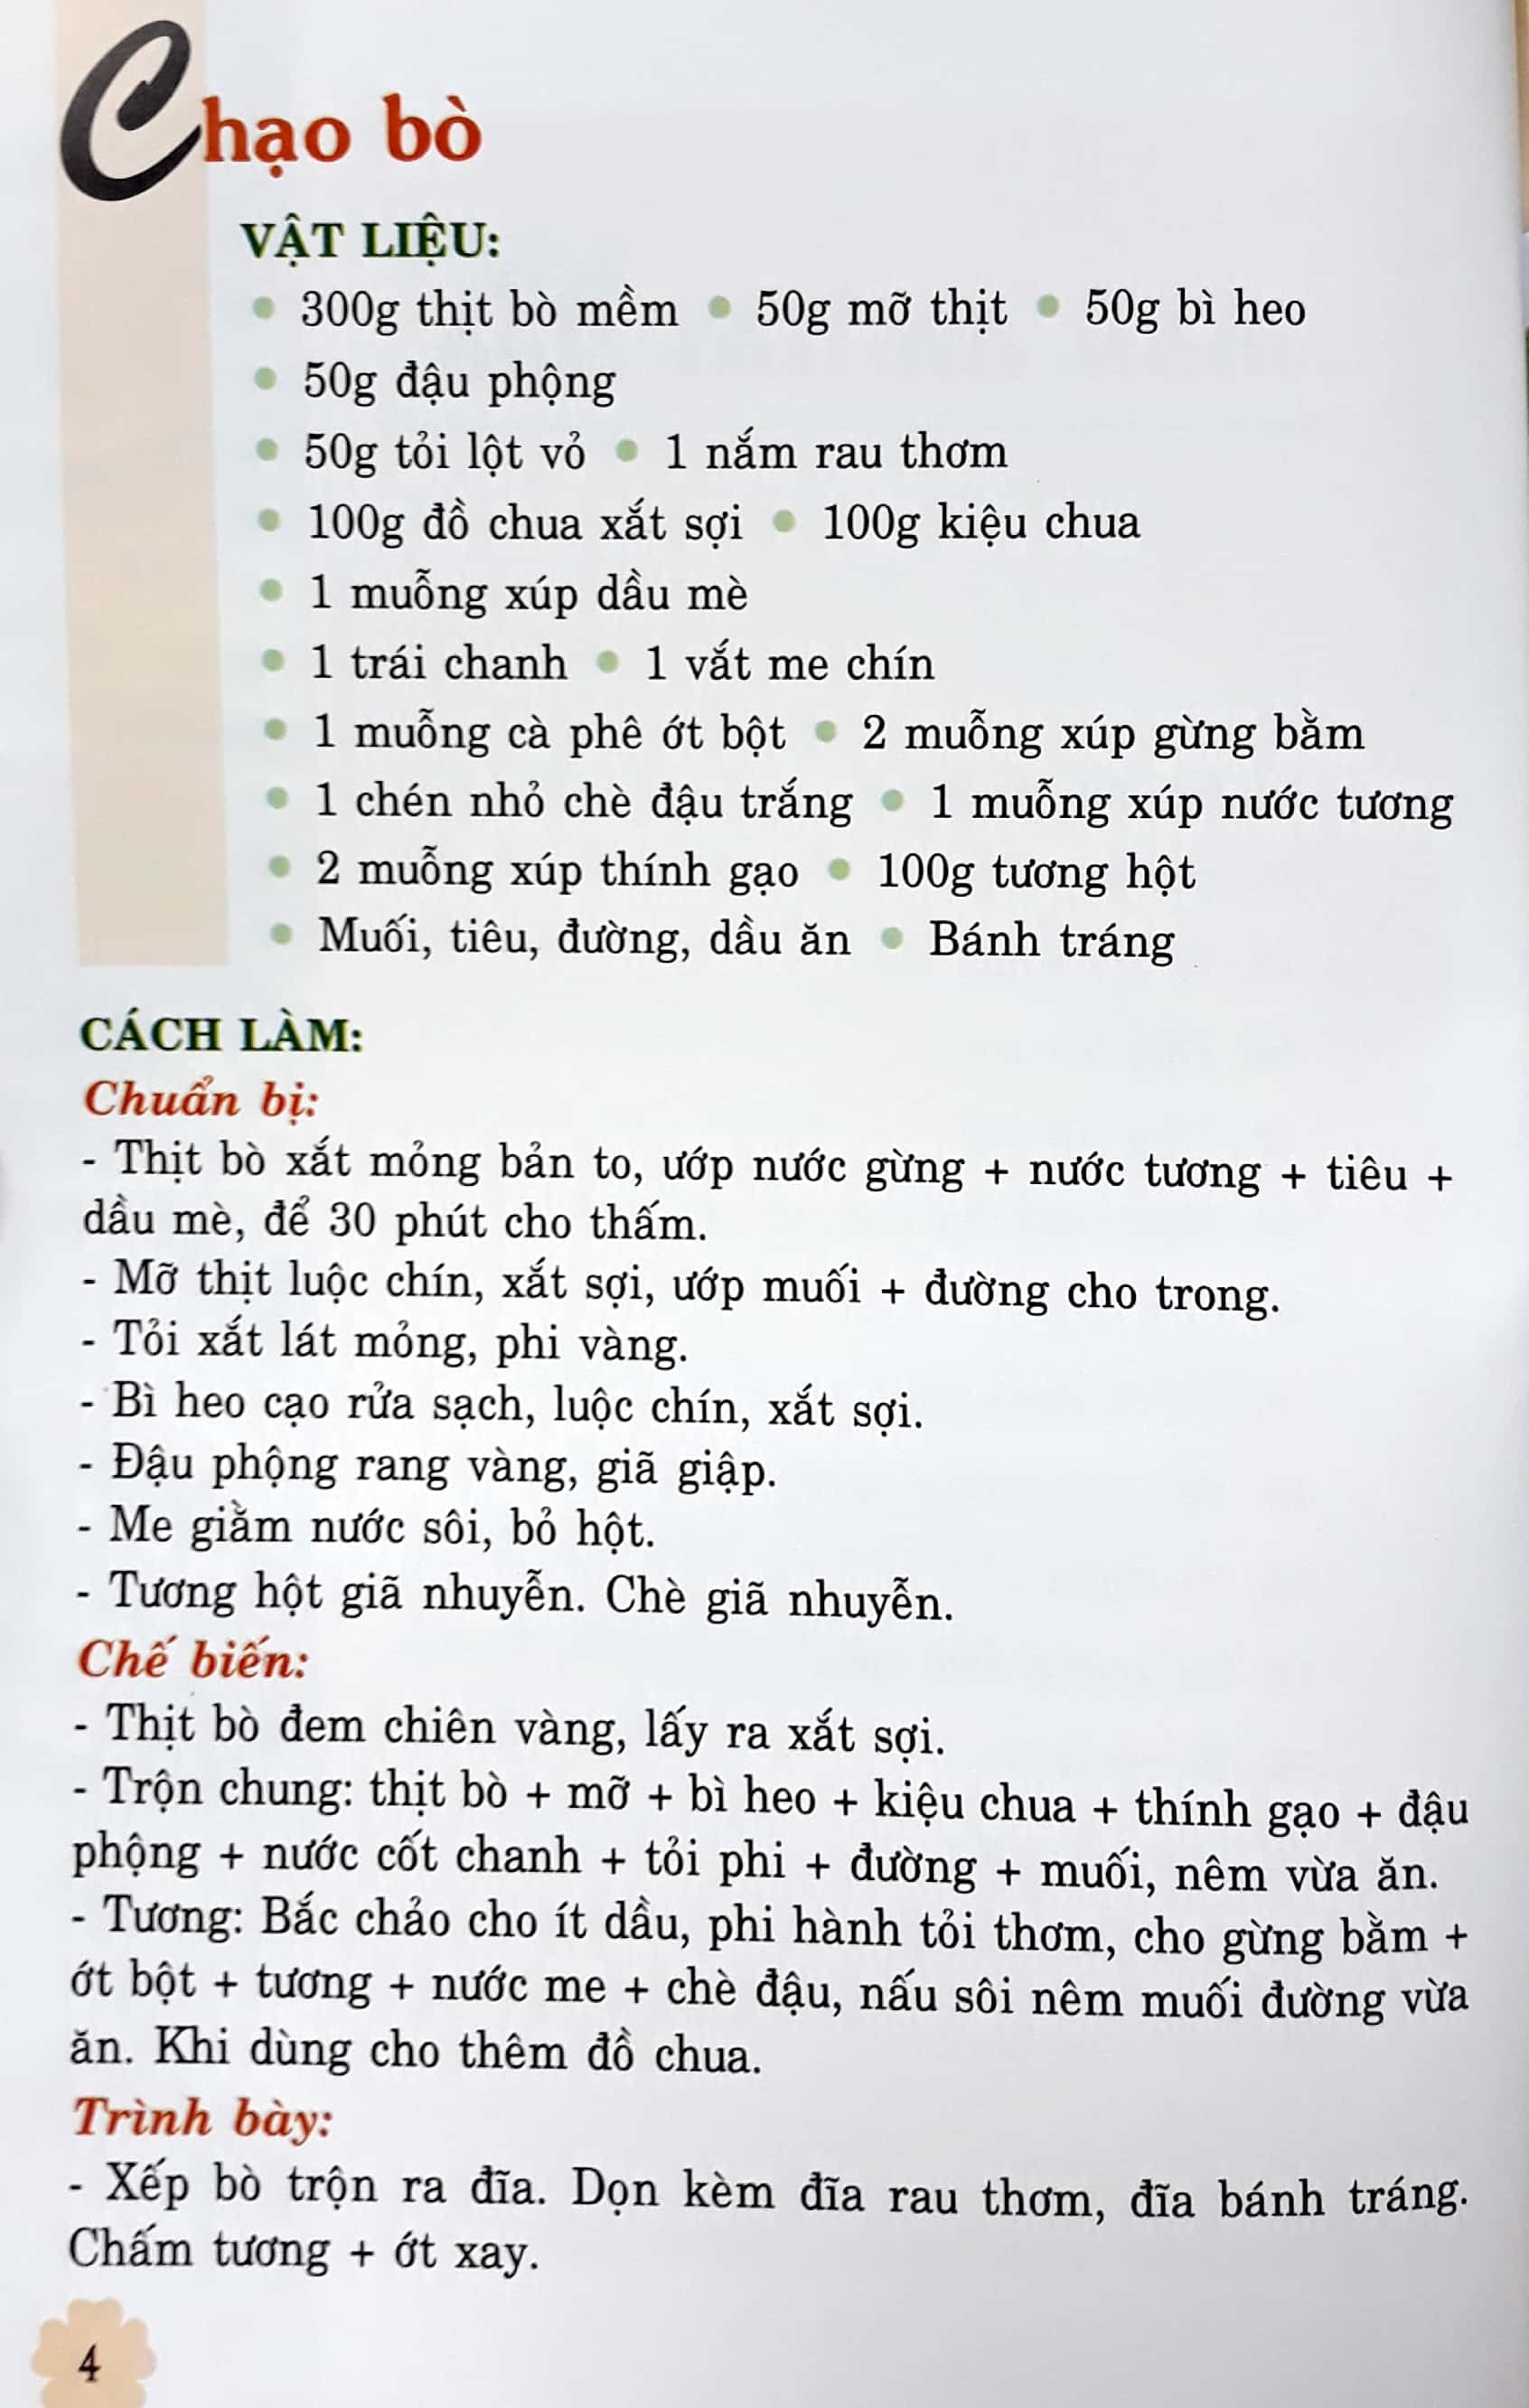 Chạo bò
VẬT LIỆU:
• 300g thịt bò mềm • 50g mỡ thịt • 50g bì heo
• 50g đậu phộng
• 50g tỏi lột vỏ • 1 nắm rau thơm
• 100g đồ chua xắt sợi • 100g kiệu chua
• 1 muỗng xúp dầu mè
• 1 trái chanh • 1 vắt me chín
• 1 muỗng cà phê ớt bột • 2 muỗng xúp gừng bằm
• 1 chén nhỏ chè đậu trắng • 1 muỗng xúp nước tương
• 2 muỗng xúp thính gạo • 100g tương hột
• Muối, tiêu, đường, dầu ăn • Bánh tráng
CÁCH LÀM:
Chuẩn bị:
- Thịt bò xắt mỏng bản to, ướp nước gừng + nước tương + tiêu +
dầu mè, để 30 phút cho thấm.
- Mỡ thịt luộc chín, xắt sợi, ướp muối + đường cho trong.
- Tỏi xắt lát mỏng, phi vàng.
- Bì heo cạo rửa sạch, luộc chín, xắt sợi.
- Đậu phộng rang vàng, giã giập.
- Me giằm nước sôi, bỏ hột.
- Tương hột giã nhuyễn. Chè giã nhuyễn.
Chế biến:
- Thịt bò đem chiên vàng, lấy ra xắt sợi.
- Trộn chung: thịt bò + mỡ + bì heo + kiệu chua + thính gạo + đậu
phộng + nước cốt chanh + tỏi phi + đường + muối, nêm vừa ăn.
- Tương: Bắc chảo cho ít dầu, phi hành tỏi thơm, cho gừng bằm +
ớt bột + tương + nước me + chè đậu, nấu sôi nêm muối đường vừa
ăn. Khi dùng cho thêm đồ chua.
Trình bày:
- Xếp bò trộn ra đĩa. Dọn kèm đĩa rau thơm, đĩa bánh tráng.
Chấm tương + ớt xay.
4